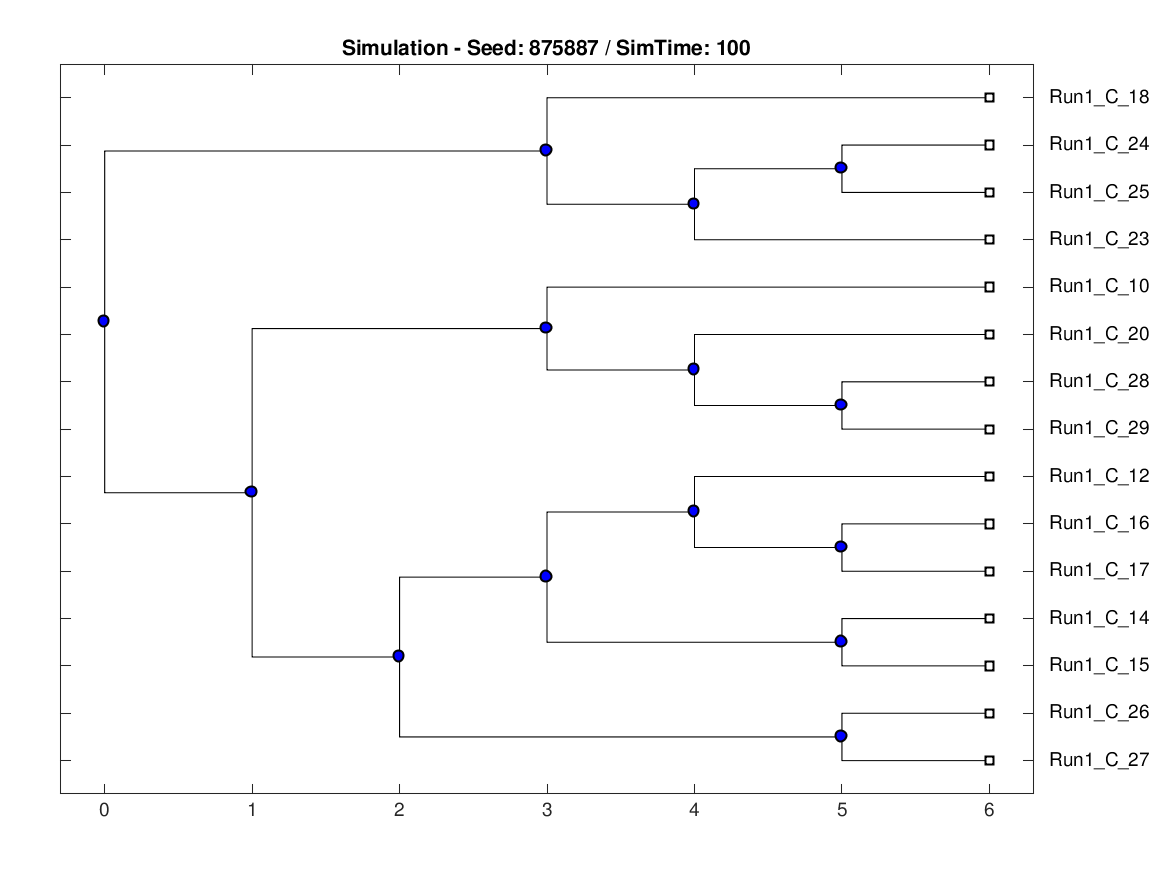 Simulation - Seed: 875887 / SimTime: 100
Run1_C_18
Run1_C_24
Run1_C_25
Run1_C_23
Run1_C_10
Run1_C_20
Run1_C_28
Run1_C_29
Run1_C_12
Run1_C_16
Run1_C_17
Run1_C_14
Run1_C_15
Run1_C_26
Run1_C_27
0 1 2 3 4 5 6